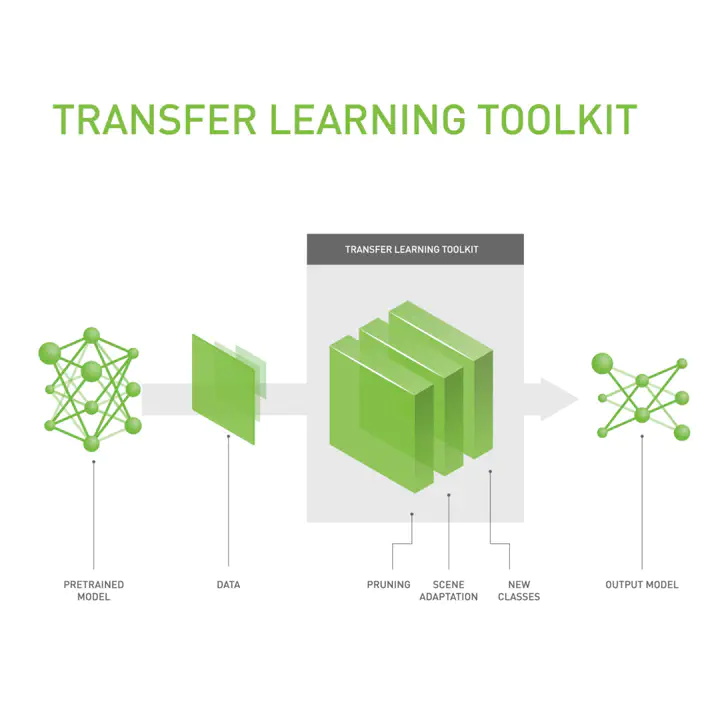 TRANSFER LEARNING TOOLKIT
TRANSFER LEARNING TOOLKIT
PRETRAINED
MODEL
DATA
PRUNING
SCENE
ADAPTATION
NEW
CLASSES
OUTPUT MODEL